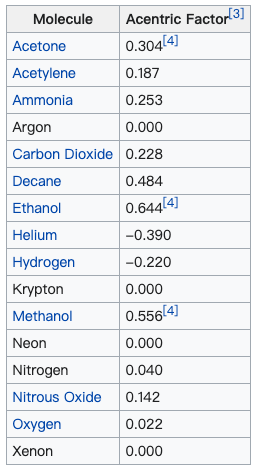 Molecule Acentric Factor[3]
Acetone 0.304[4]
Acetylene 0.187
Ammonia 0.253
Argon 0.000
Carbon Dioxide 0.228
Decane 0.484
Ethanol 0.644[4]
Helium −0.390
Hydrogen −0.220
Krypton 0.000
Methanol 0.556[4]
Neon 0.000
Nitrogen 0.040
Nitrous Oxide 0.142
Oxygen 0.022
Xenon 0.000